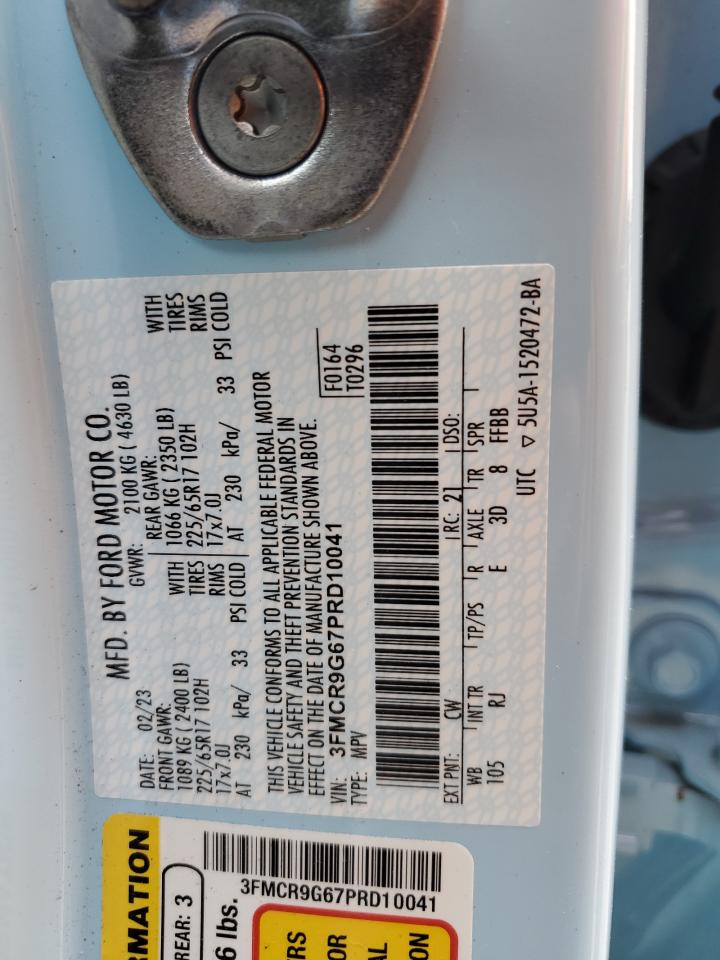 MFD. BY FORD MOTOR CO.
DATE: 02/23 GVWR: 2100 KG ( 4630 LB)
FRONT GAWR: REAR GAWR: WITH
1089 KG ( 2400 LB) WITH 1066 KG ( 2350 LB) TIRES
225/65R17 102H TIRES 225/65R17 102H RIMS
17x7.0J RIMS 17x7.0J
AT 230 kPa/ 33 PSI COLD AT 230 kPa/ 33 PSI COLD
THIS VEHICLE CONFORMS TO ALL APPLICABLE FEDERAL MOTOR
VEHICLE SAFETY AND THEFT PREVENTION STANDARDS IN
EFFECT ON THE DATE OF MANUFACTURE SHOWN ABOVE.
VIN: 3FMCR9G67PRD10041 F0164
TYPE: MPV T0296
EXT PNT: CW RC: 21 DSO:
WB INT TR TP/PS R AXLE TR SPR
105 RJ E 3D 8 FFBB
UTC ▽ 5U5A-1520472-BA
RMATION
REAR: 3
6 lbs.
3FMCR9G67PRD10041
RS
OR
AL
ON